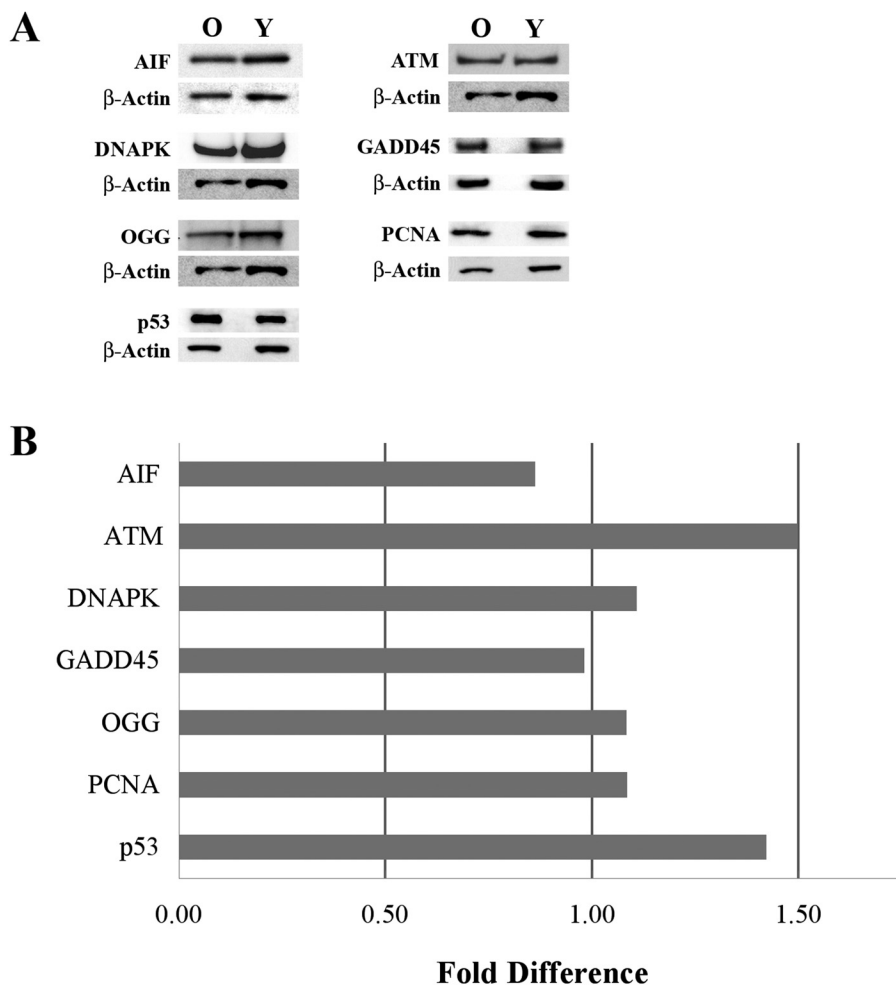 A
O Y
AIF
β-Actin
DNAPK
β-Actin
OGG
β-Actin
p53
β-Actin
O Y
ATM
β-Actin
GADD45
β-Actin
PCNA
β-Actin
B
AIF
ATM
DNAPK
GADD45
OGG
PCNA
p53
0.00 0.50 1.00 1.50
Fold Difference